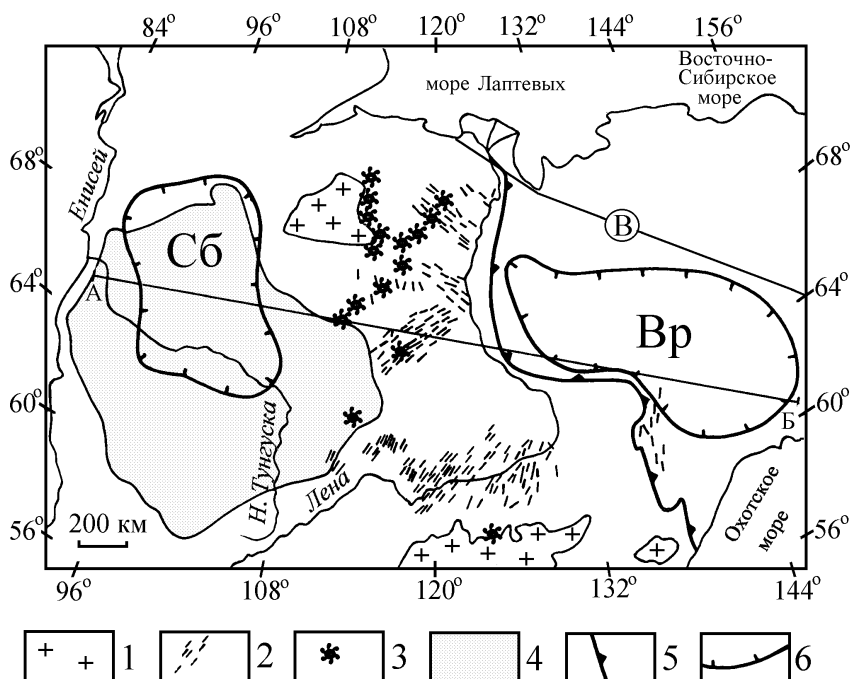 84° 96° 108° 120° 132° 144° 156°
море Лаптевых
Восточно-
Сибирское
море
68° 68°
Енисей
Сб
В
64° 64°
А
Вр
60° 60°
Б
Н. Тунгуска
Лена
Охотское
море
56° 56°
200 км
96° 108° 120° 132° 144°
1 2 3 4 5 6